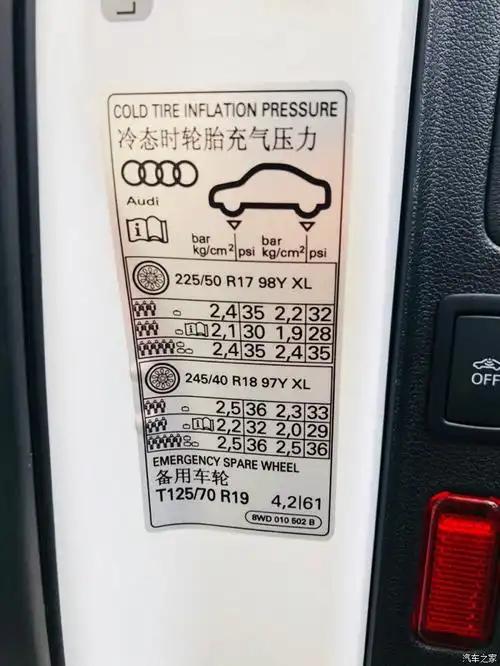 COLD TIRE INFLATION PRESSURE
冷态时轮胎充气压力
Audi
bar bar
kg/cm² psi kg/cm² psi
225/50 R17 98Y XL
2,4 35 2,2 32
2,1 30 1,9 28
2,4 35 2,4 35
245/40 R18 97Y XL
2,5 36 2,3 33
2,2 32 2,0 29
2,5 36 2,5 36
EMERGENCY SPARE WHEEL
备用车轮
T125/70 R19 4,2 61
8WD 010 502 B
OFF
汽车之家